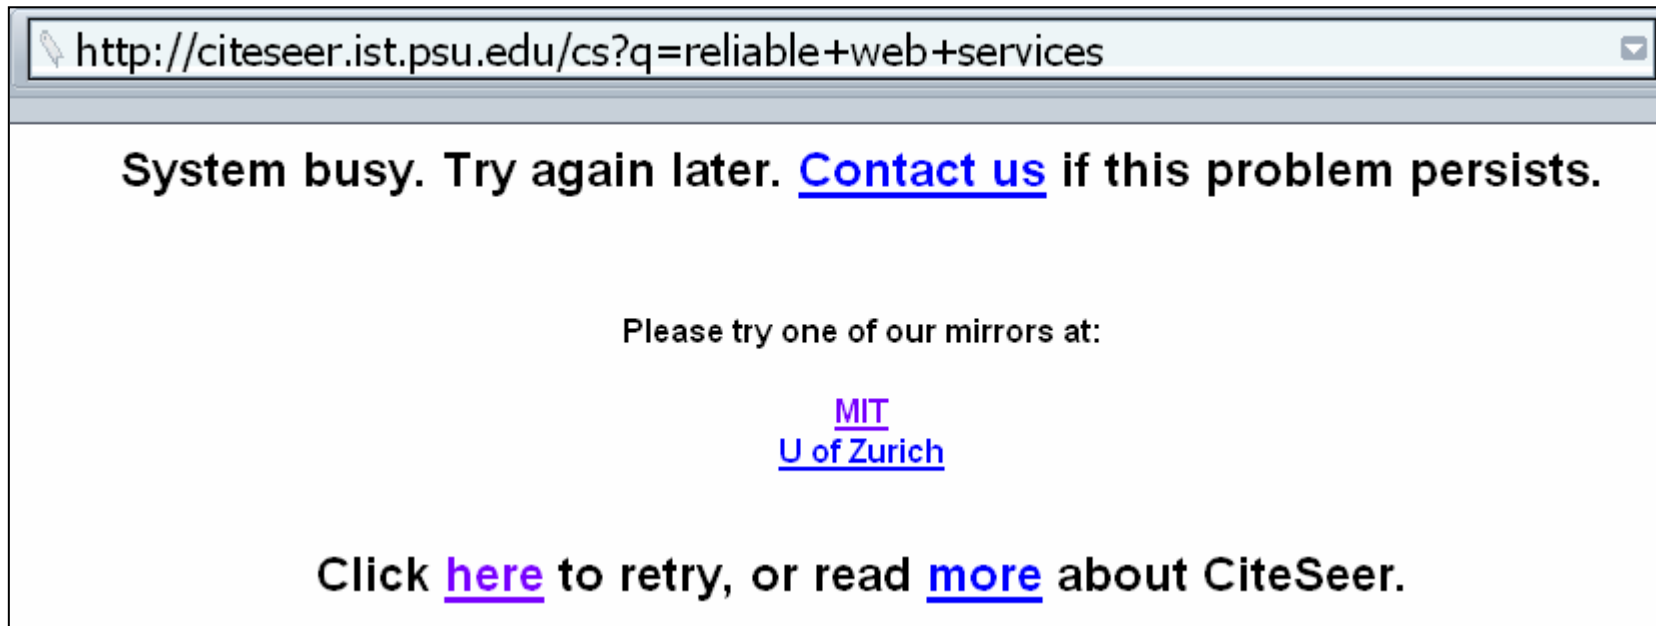 http://citeseer.ist.psu.edu/cs?q=reliable+web+services
System busy. Try again later. Contact us if this problem persists.
Please try one of our mirrors at:
MIT
U of Zurich
Click here to retry, or read more about CiteSeer.